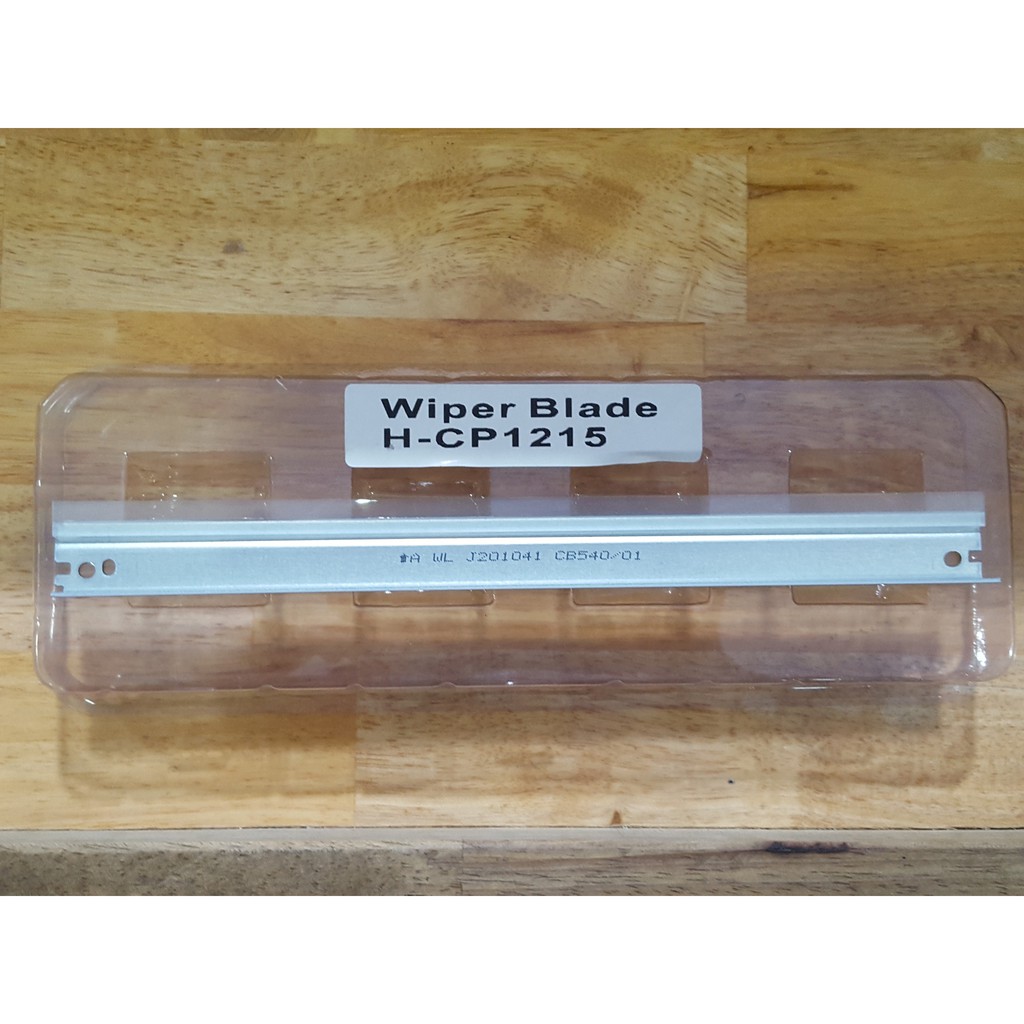 Wiper Blade
H-CP1215
#A WL J201041 CB540/01